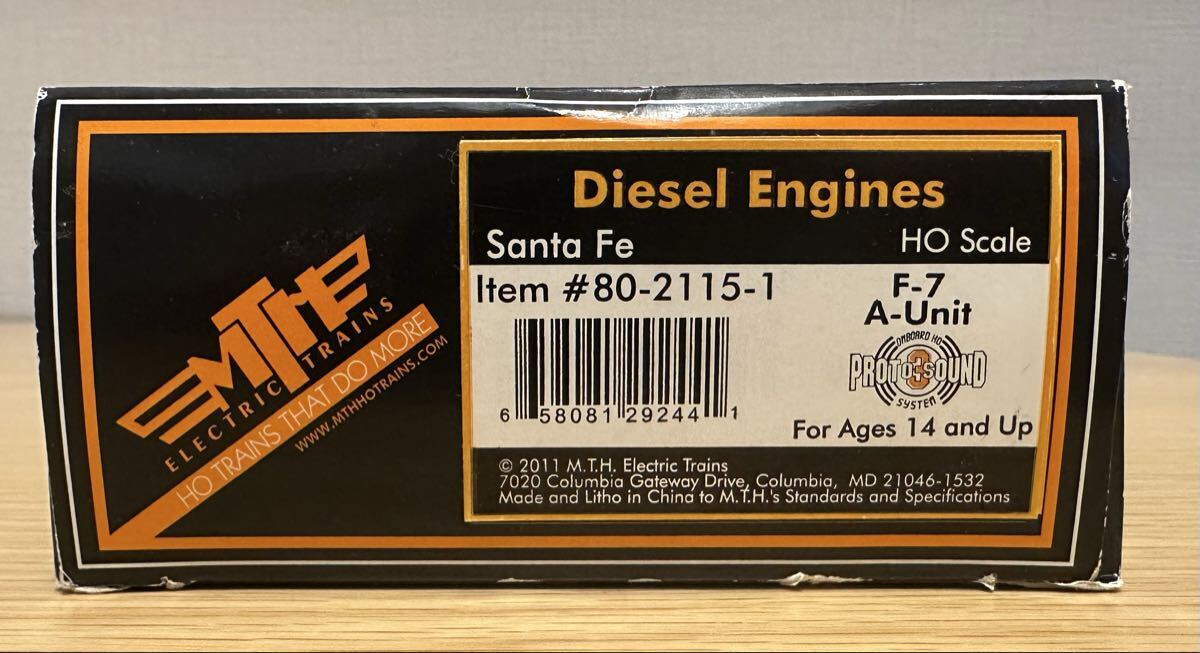 MTH
ELECTRIC TRAINS
HO TRAINS THAT DO MORE
WWW.MTHHOTRAINS.COM
Diesel Engines
Santa Fe
HO Scale
Item #80-2115-1
F-7
A-Unit
6 58081 29244 1
ONBOARD HO
PROTO:3SOUND
SYSTEM
For Ages 14 and Up
© 2011 M.T.H. Electric Trains
7020 Columbia Gateway Drive, Columbia, MD 21046-1532
Made and Litho in China to M.T.H.'s Standards and Specifications